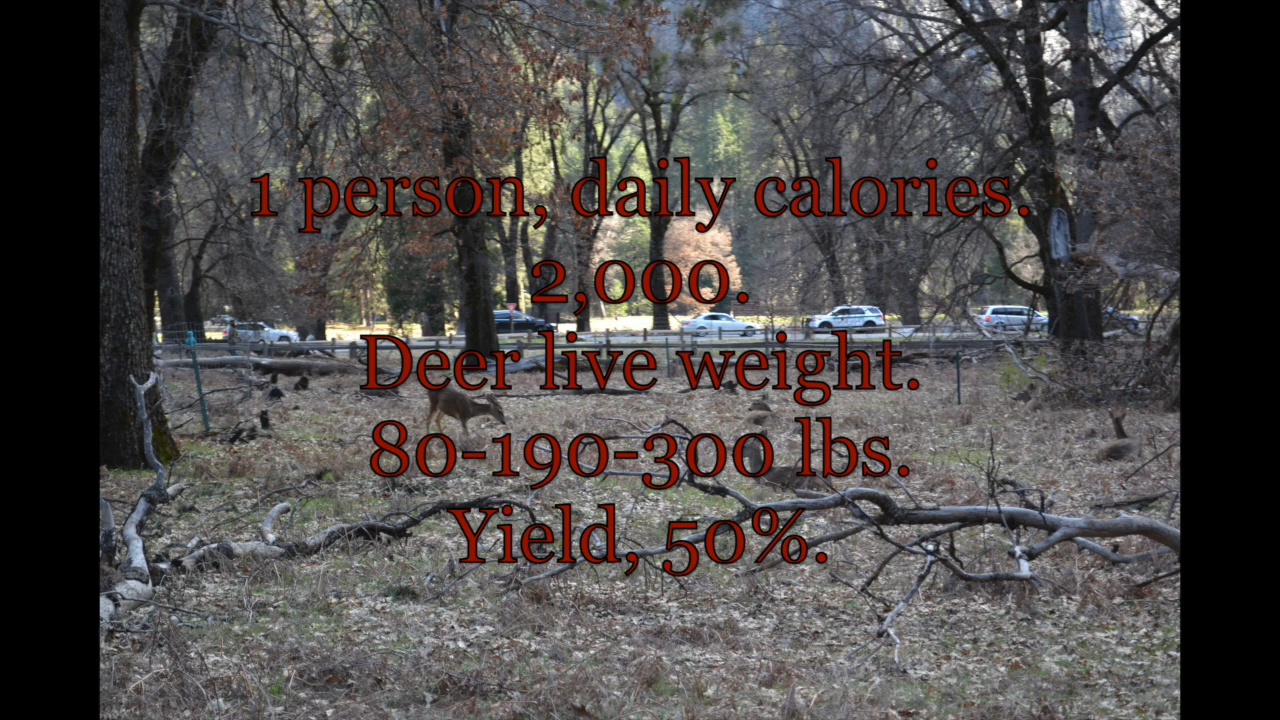 1 person, daily calories.
2,000.
Deer live weight.
80-190-300 lbs.
Yield, 50%.